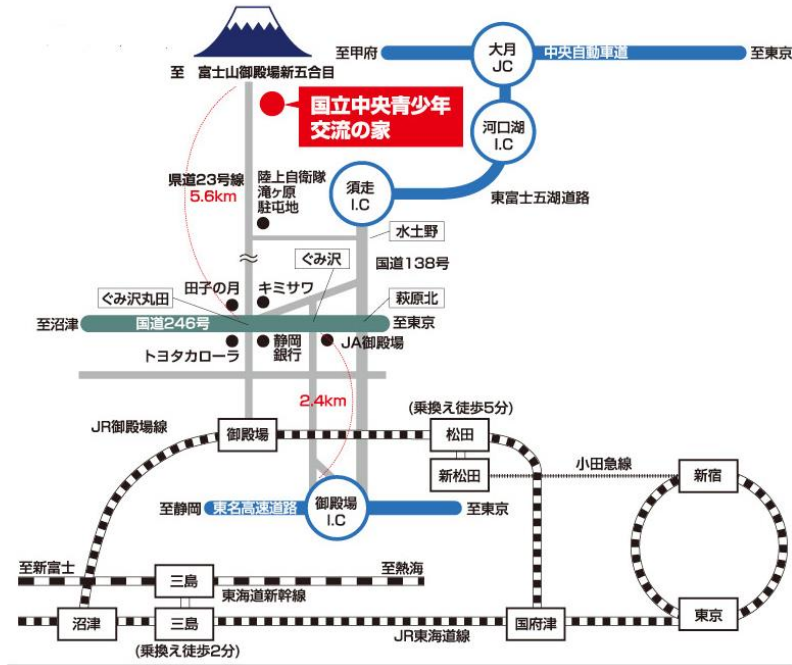 至 富士山御殿場新五合目
至甲府
大月
JC
中央自動車道
至東京
国立中央青少年
交流の家
河口湖
I.C
県道23号線
5.6km
陸上自衛隊
滝ヶ原
駐屯地
須走
I.C
東富士五湖道路
水土野
国道138号
ぐみ沢
田子の月
キミサワ
ぐみ沢丸田
萩原北
至沼津
国道246号
至東京
トヨタカローラ
静岡
銀行
JA御殿場
2.4km
JR御殿場線
御殿場
(乗換え徒歩5分)
松田
新松田
小田急線
新宿
至静岡
東名高速道路
御殿場
I.C
至東京
至新富士
三島
至熱海
東海道新幹線
沼津
三島
(乗換え徒歩2分)
JR東海道線
国府津
東京